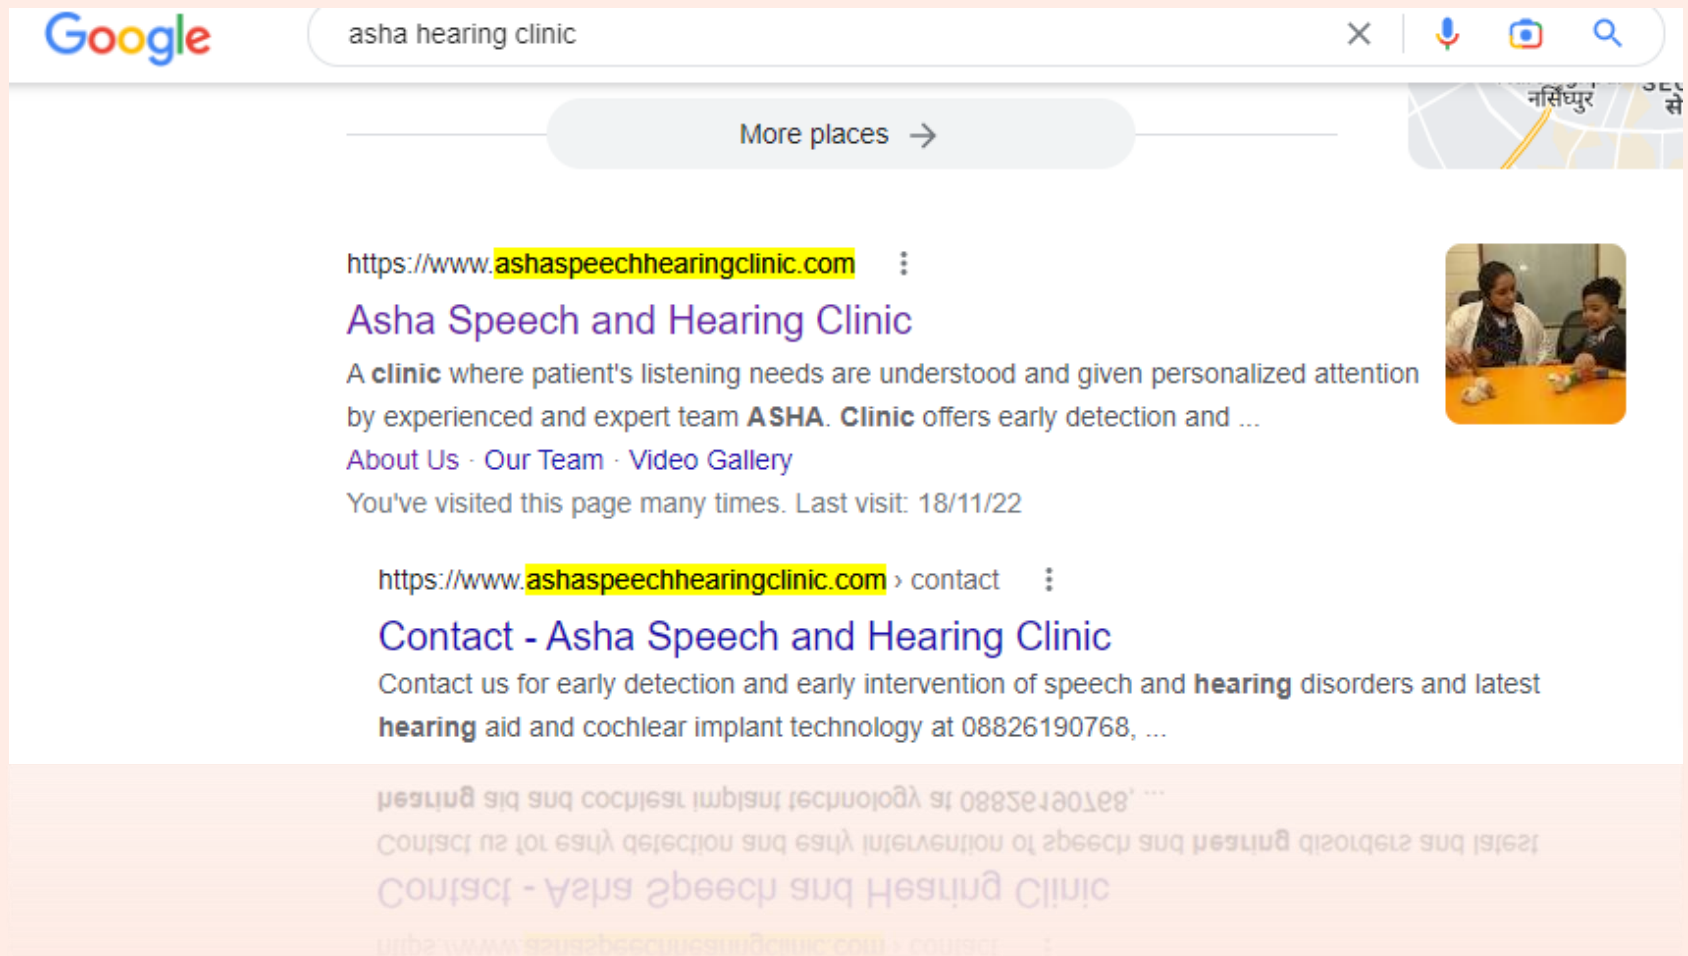 Google
asha hearing clinic
नर्सिंघपुर
से
More places →
https://www.ashaspeechhearingclinic.com
Asha Speech and Hearing Clinic
A clinic where patient's listening needs are understood and given personalized attention
by experienced and expert team ASHA. Clinic offers early detection and ...
About Us · Our Team · Video Gallery
You've visited this page many times. Last visit: 18/11/22
https://www.ashaspeechhearingclinic.com › contact
Contact - Asha Speech and Hearing Clinic
Contact us for early detection and early intervention of speech and hearing disorders and latest
hearing aid and cochlear implant technology at 08826190768, ...